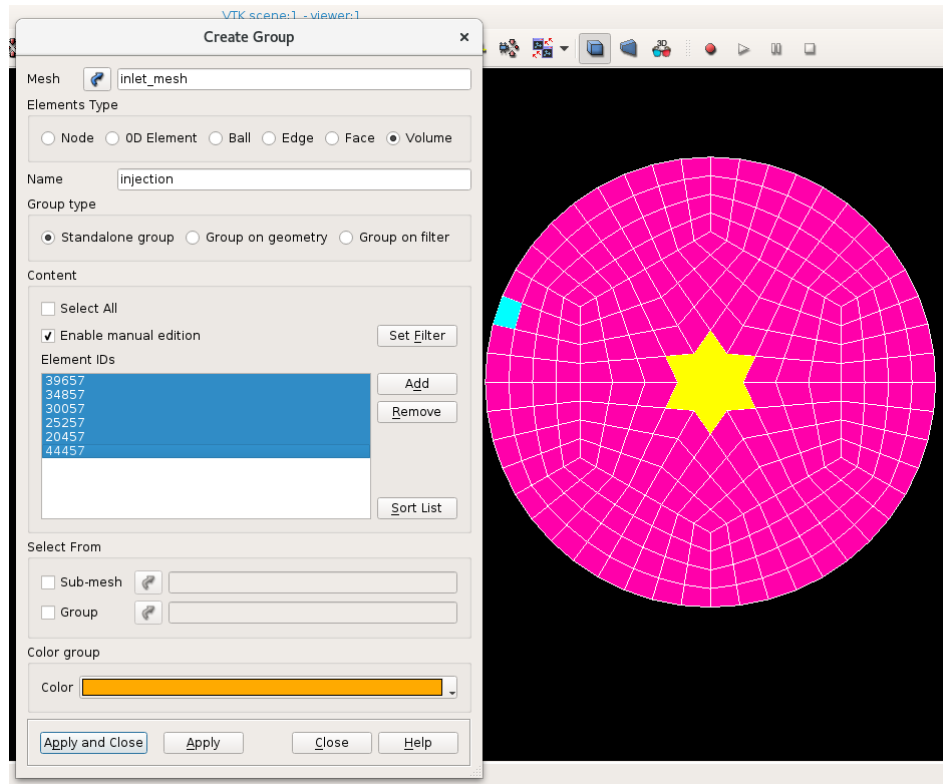 VTK scene:1 - viewer:1
Create Group
×
Mesh inlet_mesh
Elements Type
Node 0D Element Ball Edge Face Volume
Name injection
Group type
Standalone group Group on geometry Group on filter
Content
Select All
Enable manual edition Set Filter
Element IDs
39657 Add
34857
30057 Remove
25257
20457
44457
Sort List
Select From
Sub-mesh
Group
Color group
Color
Apply and Close Apply Close Help
3D